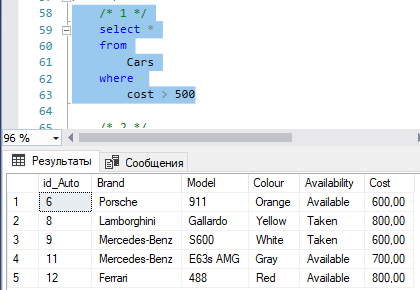 58 /* 1 */
59 select *
60 from
61 Cars
62 where
63 cost > 500
64
65 /* 2 */
96 %
Результаты Сообщения
id_Auto Brand Model Colour Availability Cost
1 6 Porsche 911 Orange Available 600,00
2 8 Lamborghini Gallardo Yellow Taken 800,00
3 9 Mercedes-Benz S600 White Taken 600,00
4 11 Mercedes-Benz E63s AMG Gray Available 700,00
5 12 Ferrari 488 Red Available 800,00